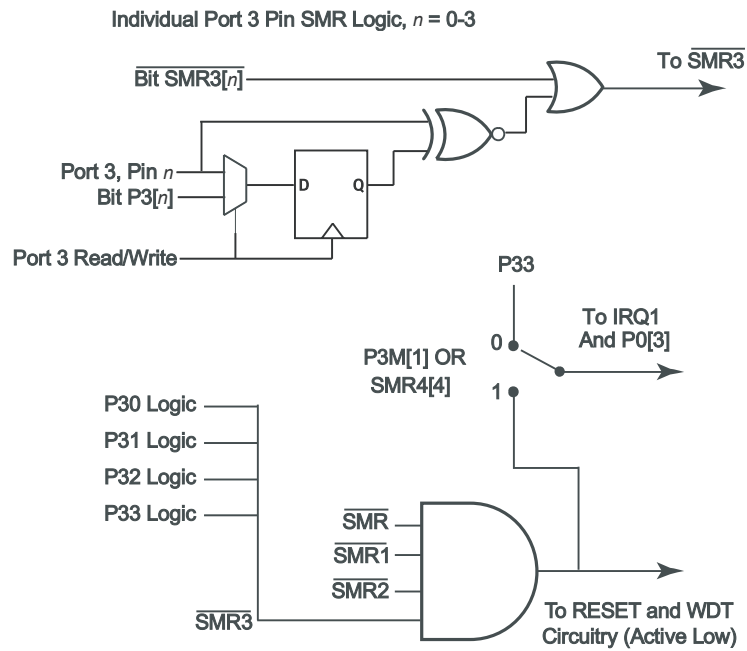 Individual Port 3 Pin SMR Logic, n = 0-3
To SMR3
Bit SMR3[n]
Port 3, Pin n
Bit P3[n]
D Q
Port 3 Read/Write
P33
To IRQ1
And P0[3]
0
P3M[1] OR
SMR4[4]
1
P30 Logic
P31 Logic
P32 Logic
P33 Logic
SMR
SMR1
SMR2
SMR3
To RESET and WDT
Circuitry (Active Low)